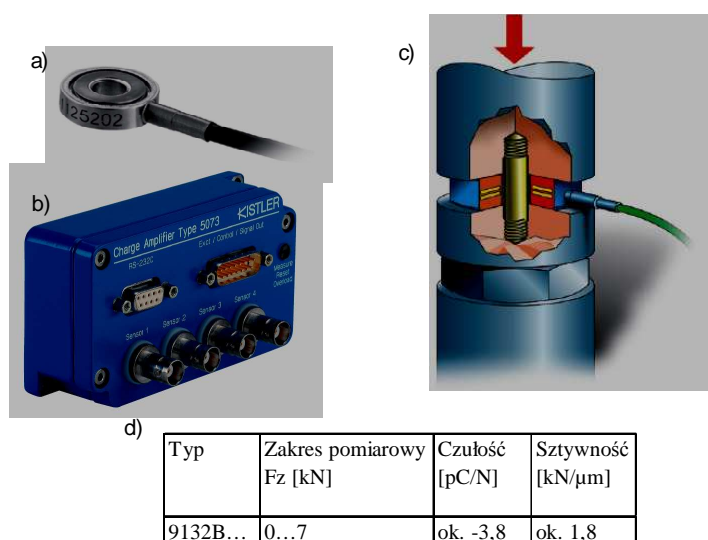 a)
1125202
b)
KISTLER
Charge Amplifier Type 5073
RS-232C
Exct / Control / Signal Out
Measure
Reset
Overload
Sensor 1
Sensor 2
Sensor 3
Sensor 4
c)
d)
Typ
Zakres pomiarowy
Fz [kN]
Czułość
[pC/N]
Sztywność
[kN/µm]
9132B… 0…7 ok. -3,8 ok. 1,8